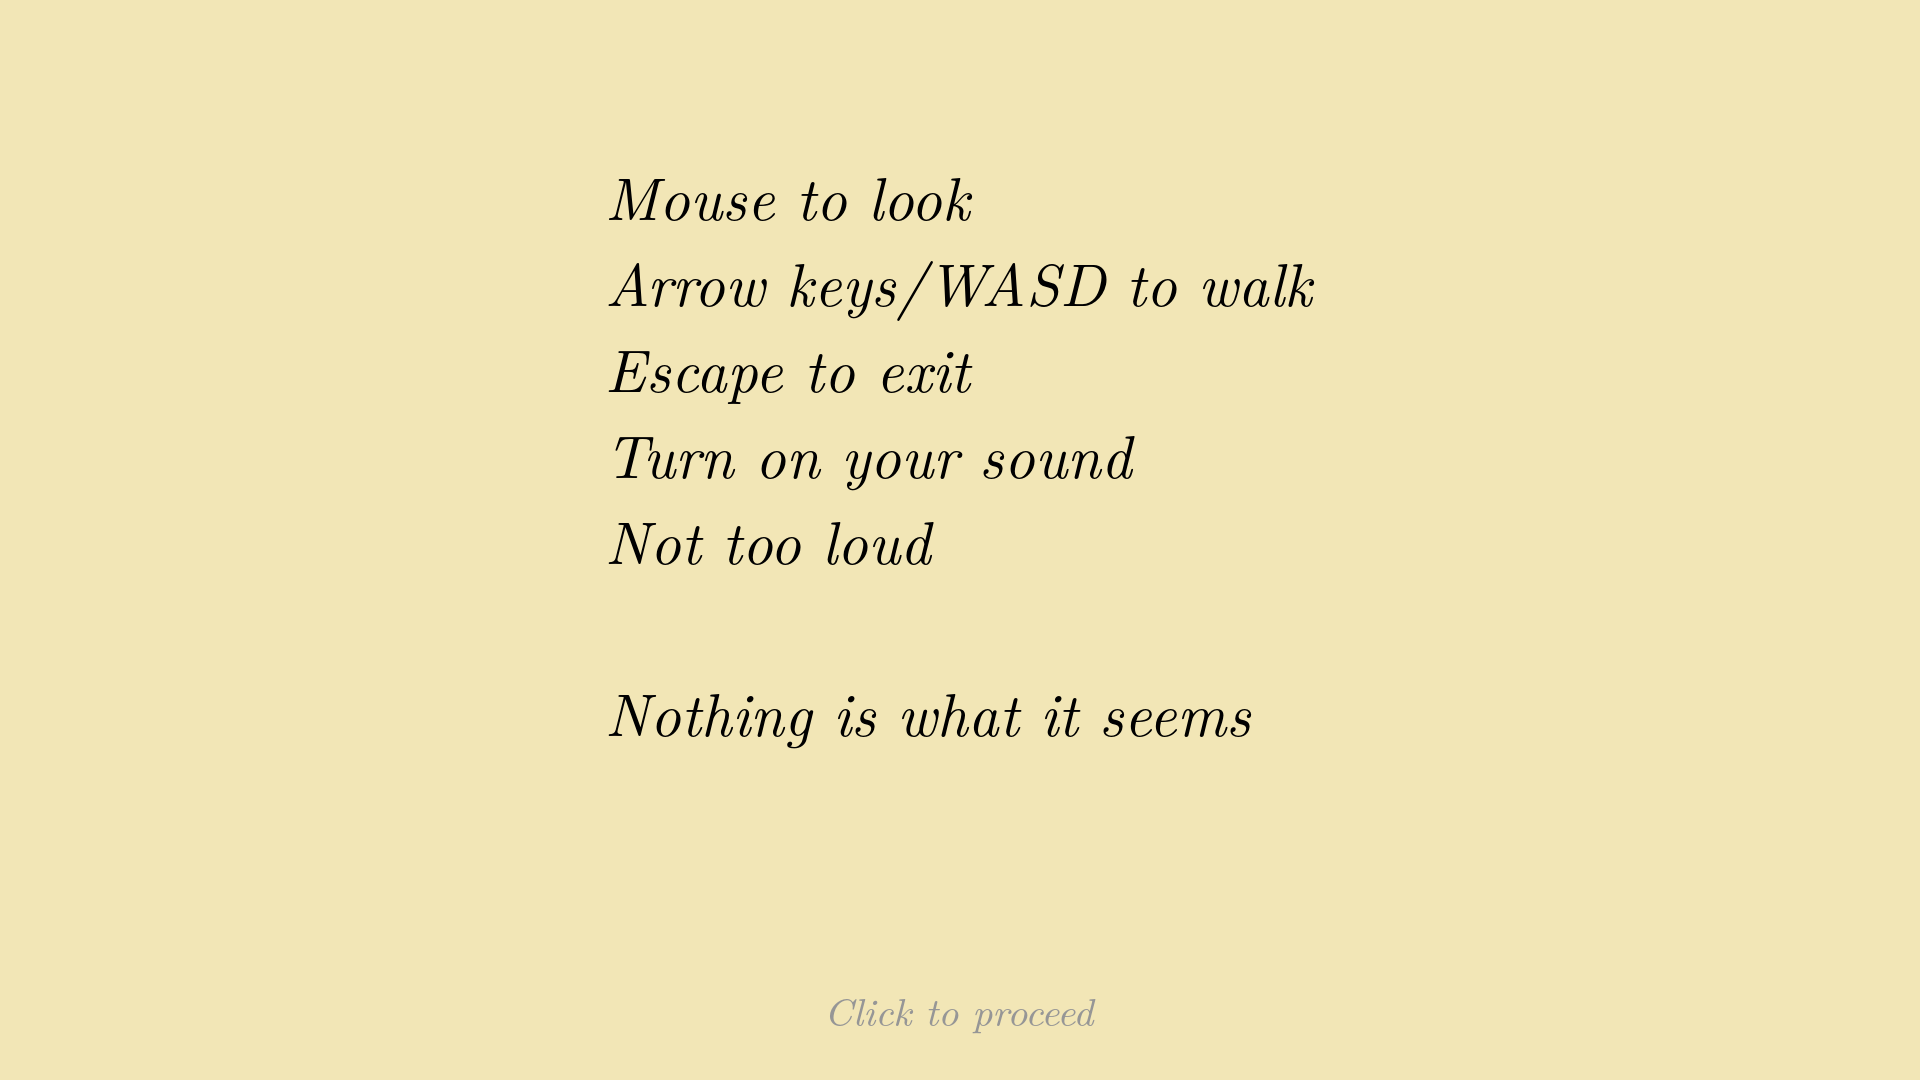 Mouse to look
Arrow keys/WASD to walk
Escape to exit
Turn on your sound
Not too loud
Nothing is what it seems
Click to proceed